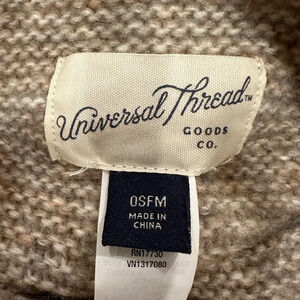 Universal Thread™
GOODS
CO.
OSFM
MADE IN
CHINA
RN17730
VN1317080